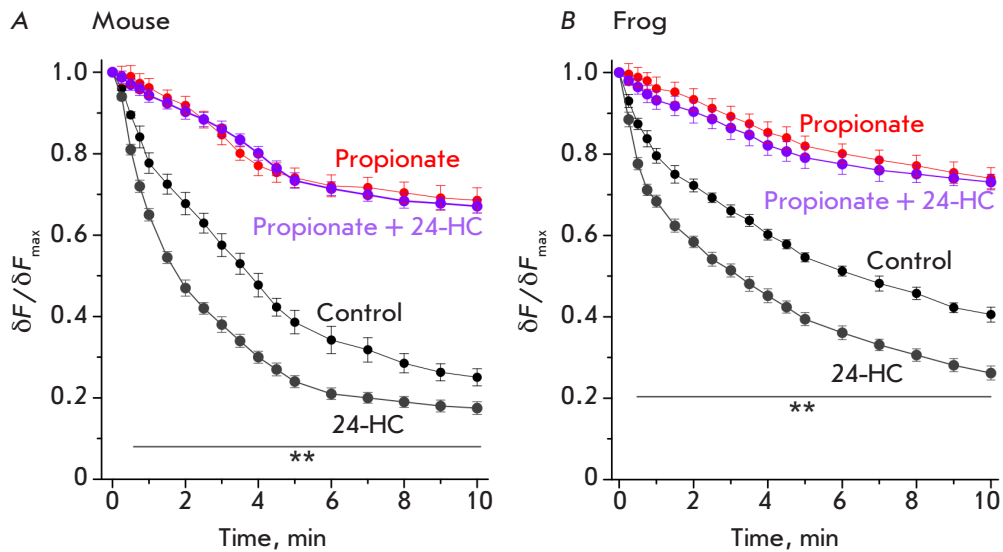 A Mouse
δF/δFmax
1.0
0.8
0.6
0.4
0.2
0
Propionate
Propionate + 24-HC
Control
24-HC
**
0 2 4 6 8 10
Time, min
B Frog
δF/δFmax
1.0
0.8
0.6
0.4
0.2
0
Propionate
Propionate + 24-HC
Control
24-HC
**
0 2 4 6 8 10
Time, min